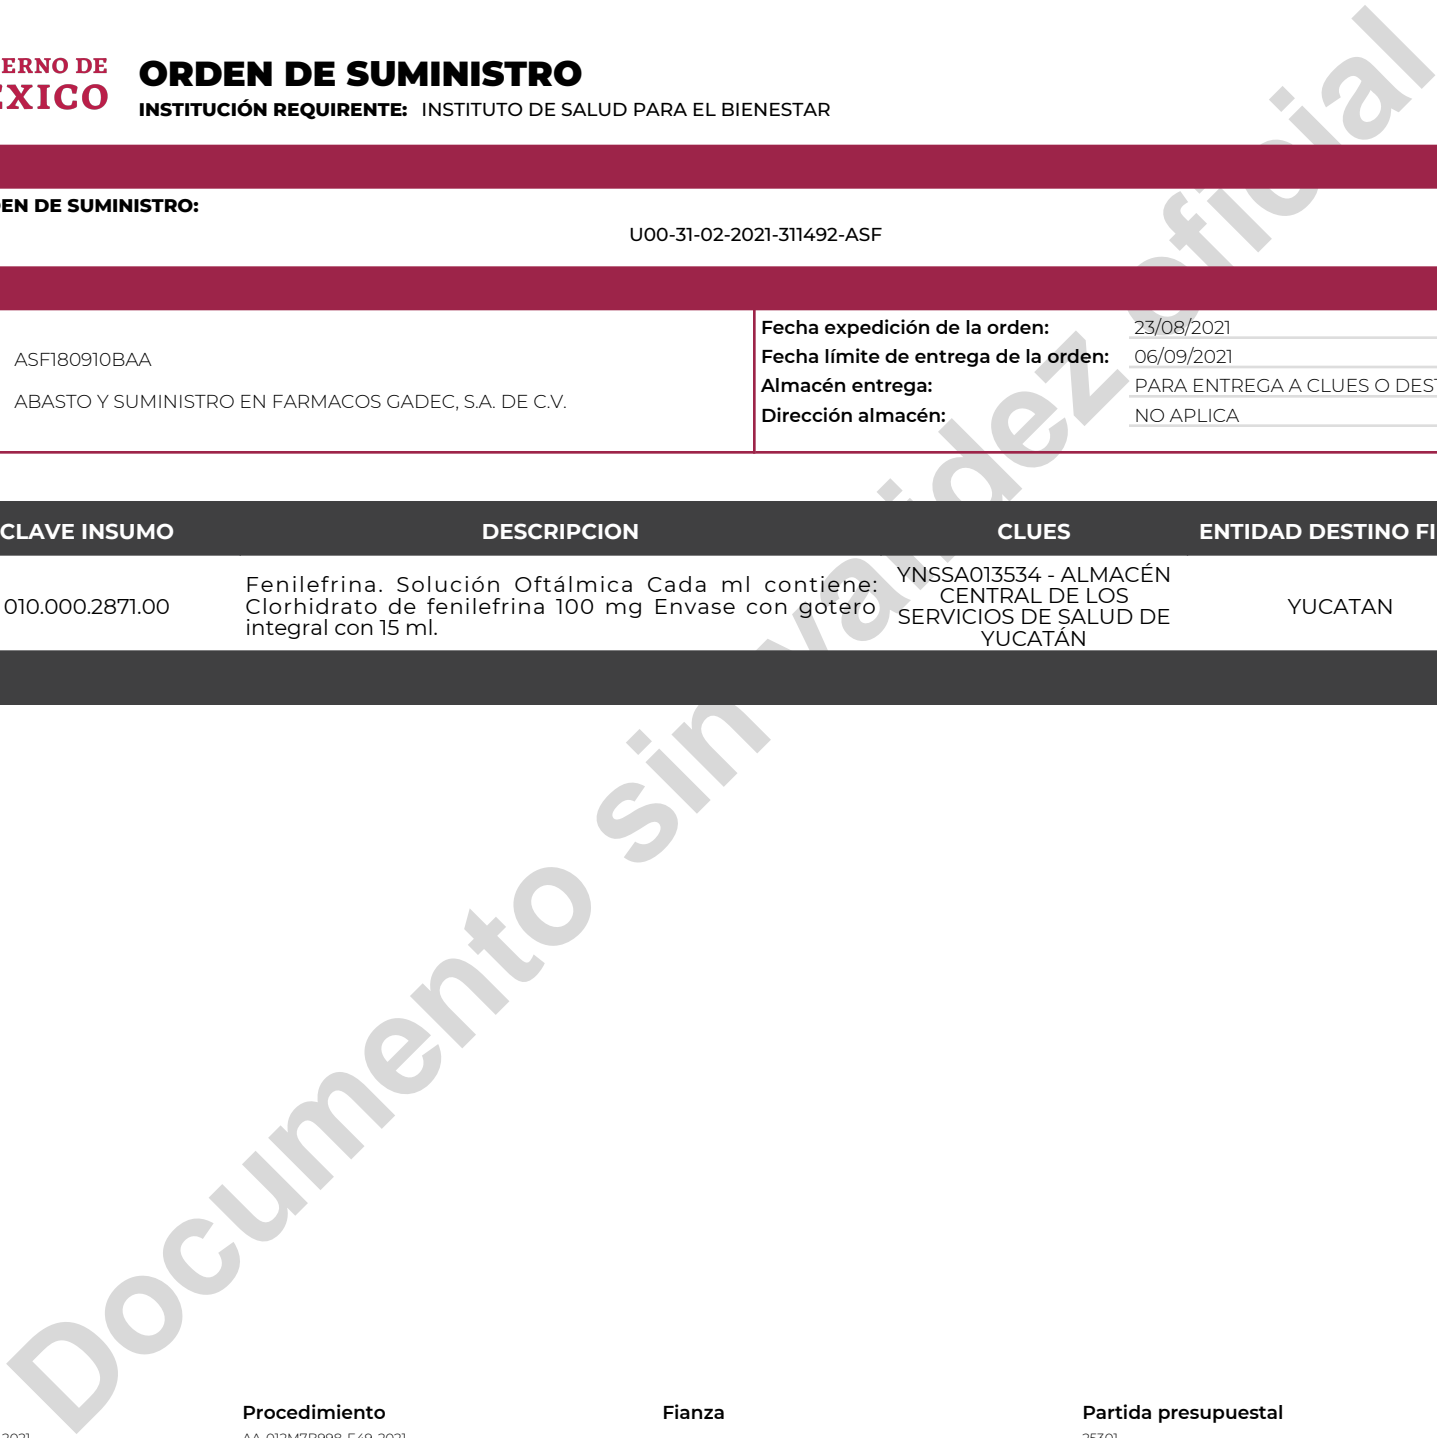 ERNO DE
ORDEN DE SUMINISTRO
INSTITUCIÓN REQUIRENTE: INSTITUTO DE SALUD PARA EL BIENESTAR
EN DE SUMINISTRO:
U00-31-02-2021-311492-ASF
Fecha expedición de la orden: 23/08/2021
ASF180910BAA
Fecha límite de entrega de la orden: 06/09/2021
Almacén entrega: PARA ENTREGA A CLUES O DEST
ABASTO Y SUMINISTRO EN FARMACOS GADEC, S.A. DE C.V.
Dirección almacén: NO APLICA
CLAVE INSUMO DESCRIPCION CLUES ENTIDAD DESTINO FI
010.000.2871.00
Fenilefrina. Solución Oftálmica Cada ml contiene:
Clorhidrato de fenilefrina 100 mg Envase con gotero
integral con 15 ml.
YNSSA013534 - ALMACÉN
CENTRAL DE LOS
SERVICIOS DE SALUD DE
YUCATÁN
YUCATAN
Documento sin validez oficial
Procedimiento Fianza Partida presupuestal